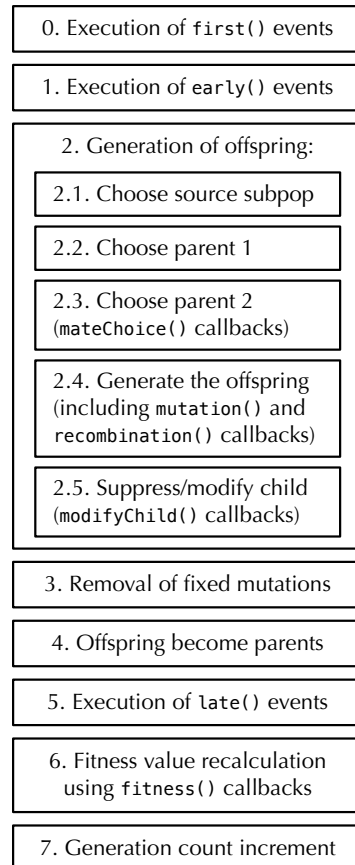 0. Execution of first() events
1. Execution of early() events
2. Generation of offspring:
2.1. Choose source subpop
2.2. Choose parent 1
2.3. Choose parent 2
(mateChoice() callbacks)
2.4. Generate the offspring
(including mutation() and
recombination() callbacks)
2.5. Suppress/modify child
(modifyChild() callbacks)
3. Removal of fixed mutations
4. Offspring become parents
5. Execution of late() events
6. Fitness value recalculation
using fitness() callbacks
7. Generation count increment